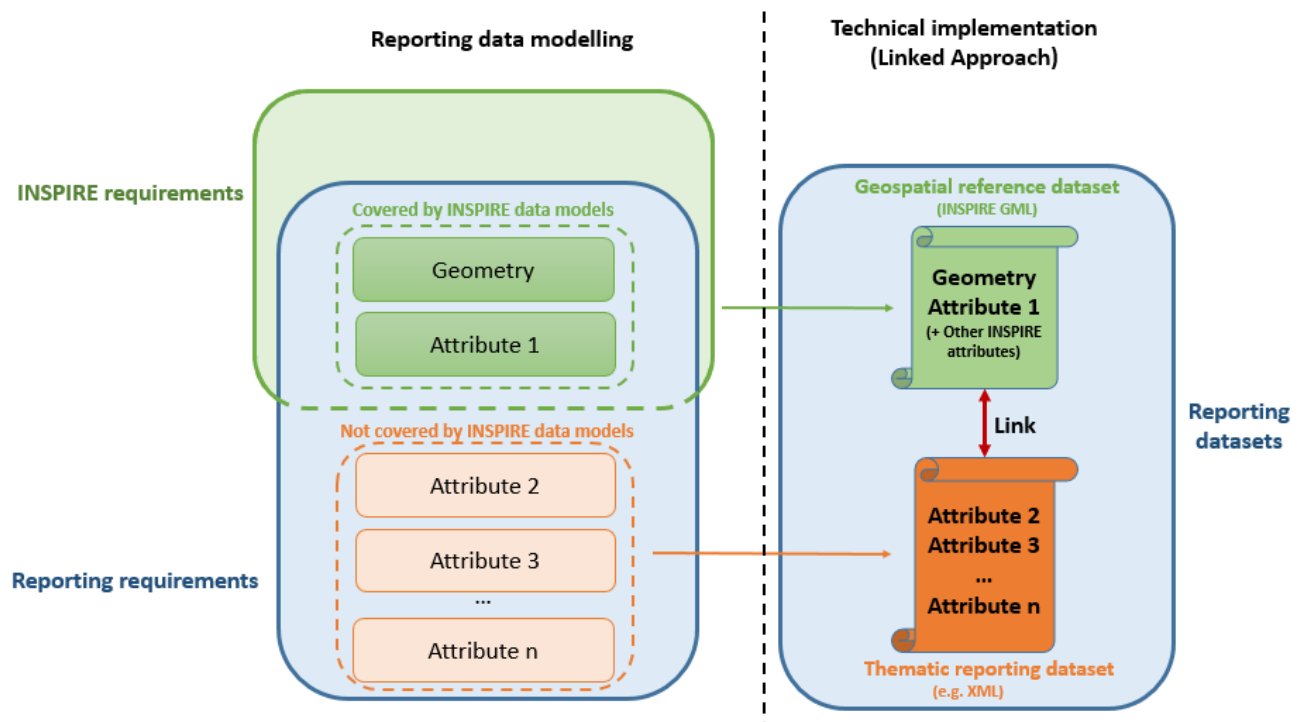 Reporting data modelling
Technical implementation
(Linked Approach)
INSPIRE requirements
Covered by INSPIRE data models
Geometry
Attribute 1
Not covered by INSPIRE data models
Attribute 2
Attribute 3
...
Attribute n
Reporting requirements
Geospatial reference dataset
(INSPIRE GML)
Geometry
Attribute 1
(+ Other INSPIRE
attributes)
Link
Attribute 2
Attribute 3
...
Attribute n
Thematic reporting dataset
(e.g. XML)
Reporting
datasets